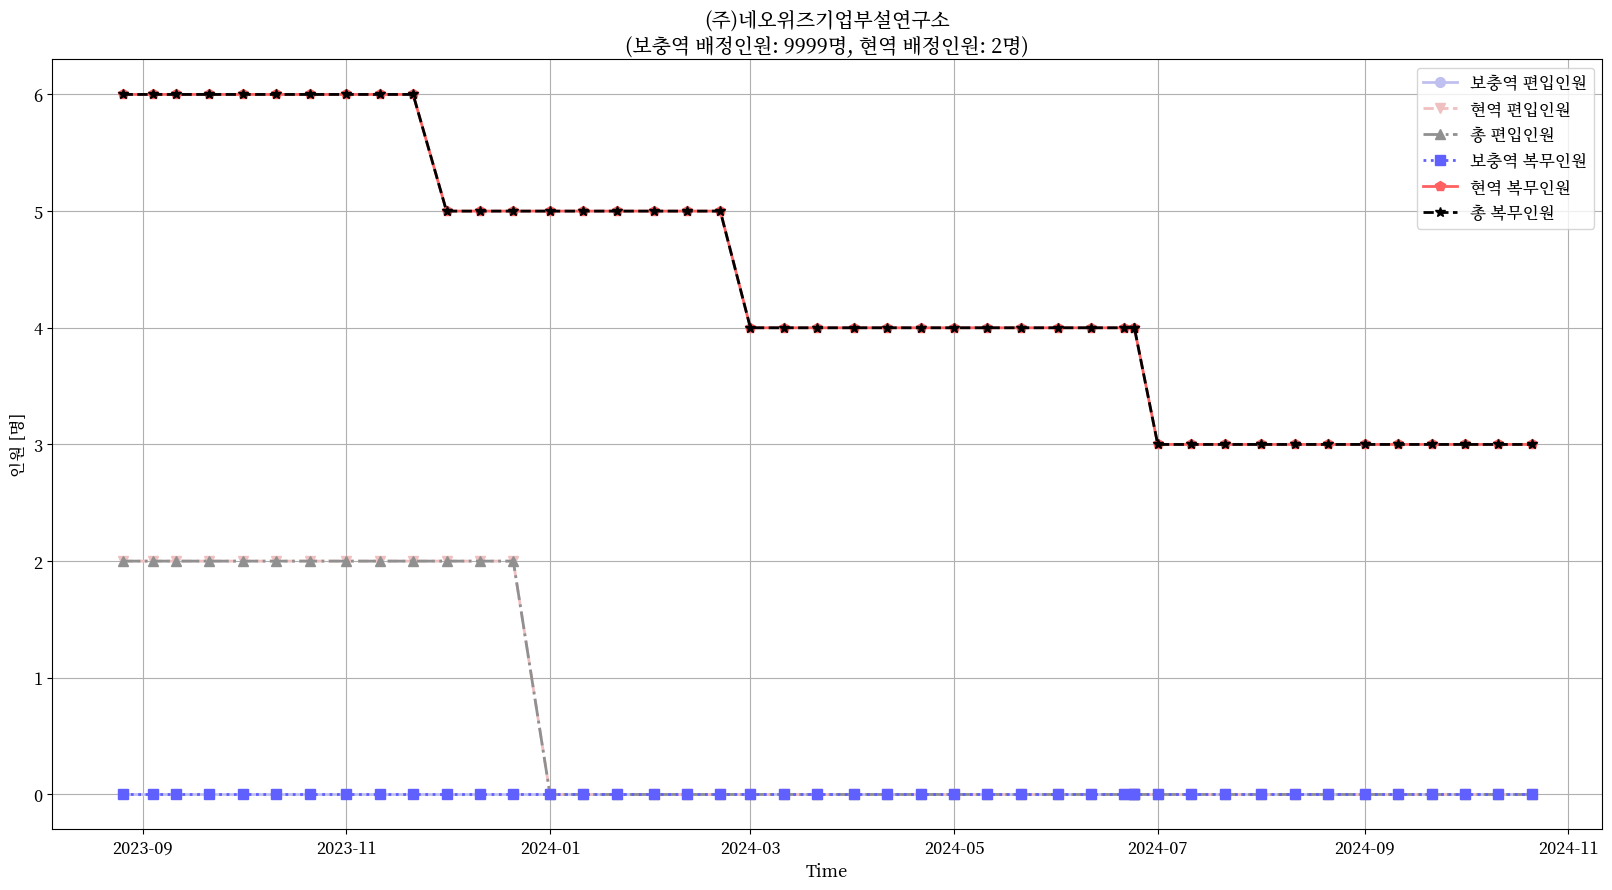 (주)네오위즈기업부설연구소
(보충역 배정인원: 9999명, 현역 배정인원: 2명)
보충역 편입인원
현역 편입인원
총 편입인원
보충역 복무인원
현역 복무인원
총 복무인원
인원 [명]
6
5
4
3
2
1
0
2023-09
2023-11
2024-01
2024-03
2024-05
2024-07
2024-09
2024-11
Time